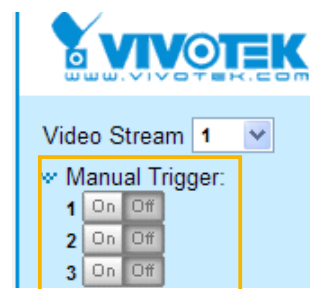 VIVOTEK
www.vivotek.com
Video Stream 1
Manual Trigger:
1 On Off
2 On Off
3 On Off